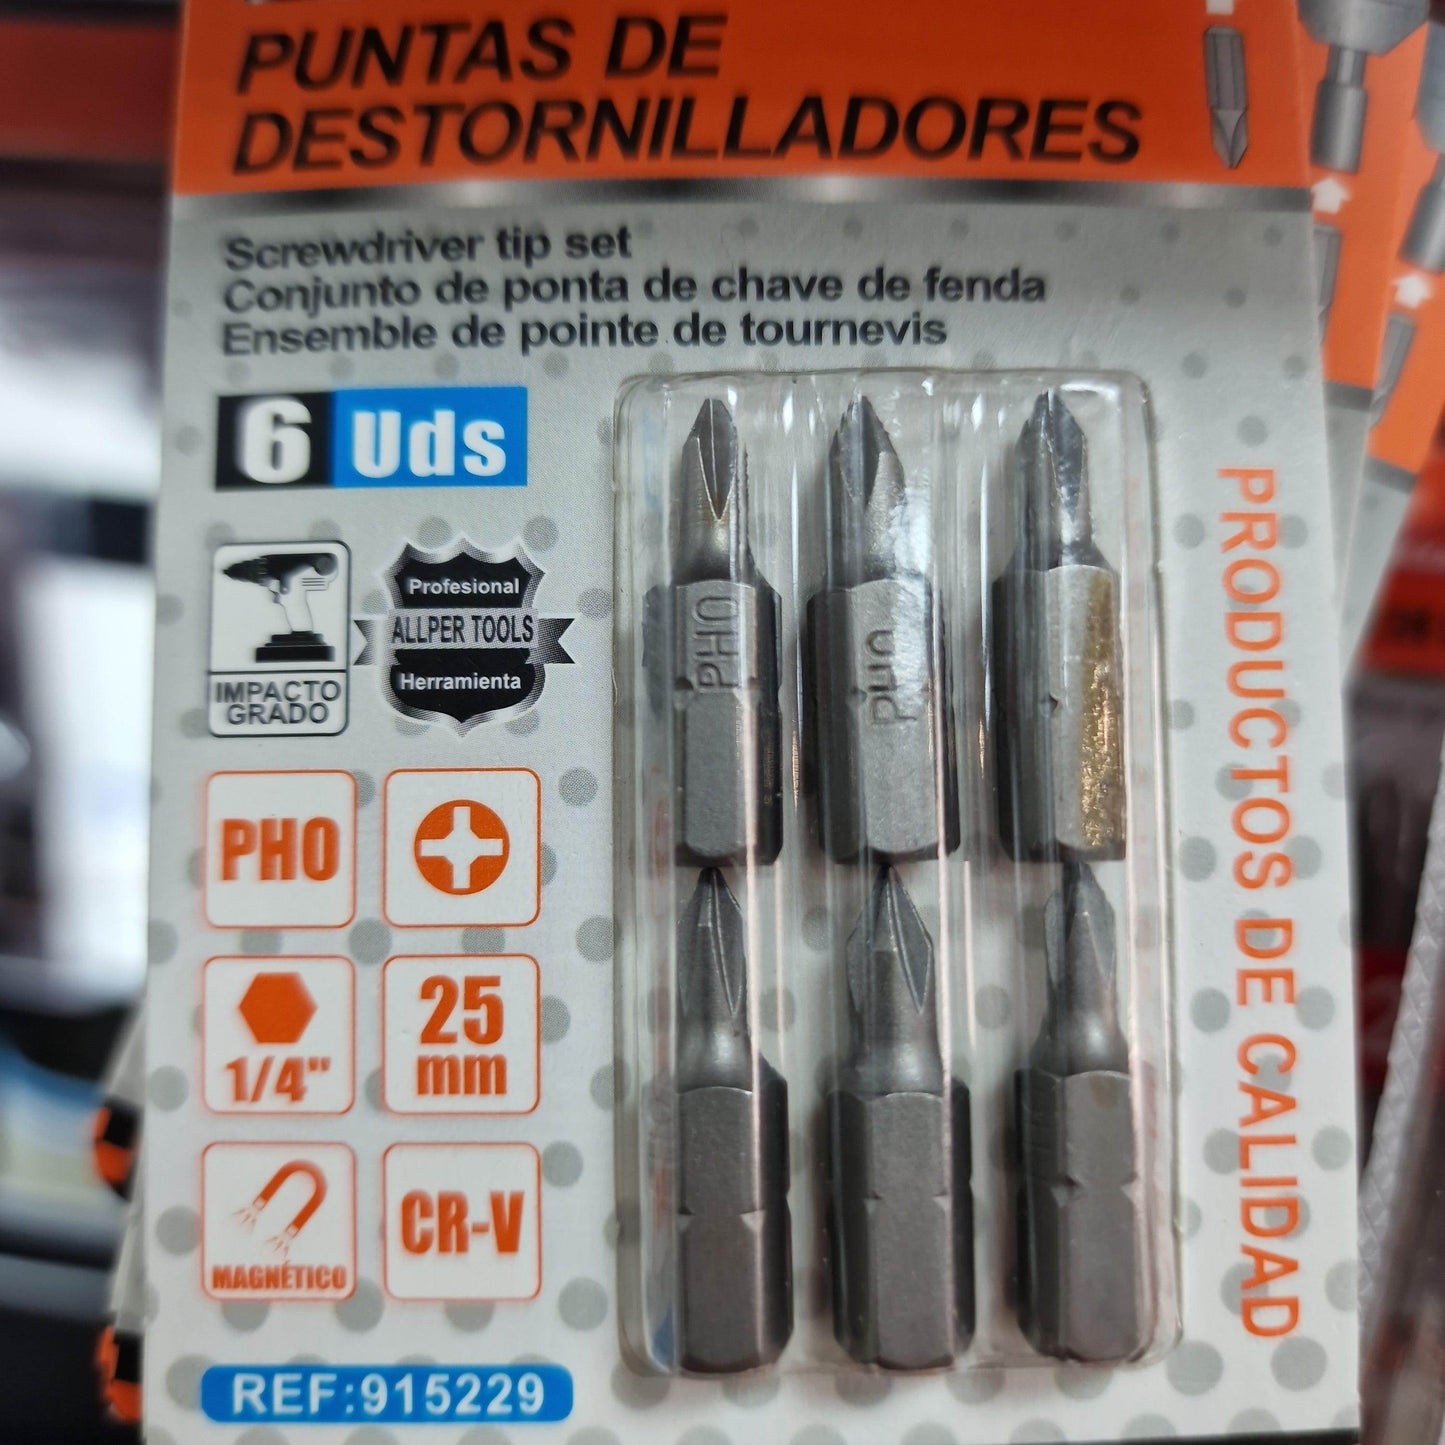 PUNTAS DE
DESTORNILLADORES
Screwdriver tip set
Conjunto de ponta de chave de fenda
Ensemble de pointe de tournevis
6 Uds
IMPACTO
GRADO
Profesional
ALLPER TOOLS
Herramienta
PH0
1/4"
25
mm
MAGNÉTICO
CR-V
REF:915229
PH0
PH0
PRODUCTOS DE CALIDAD